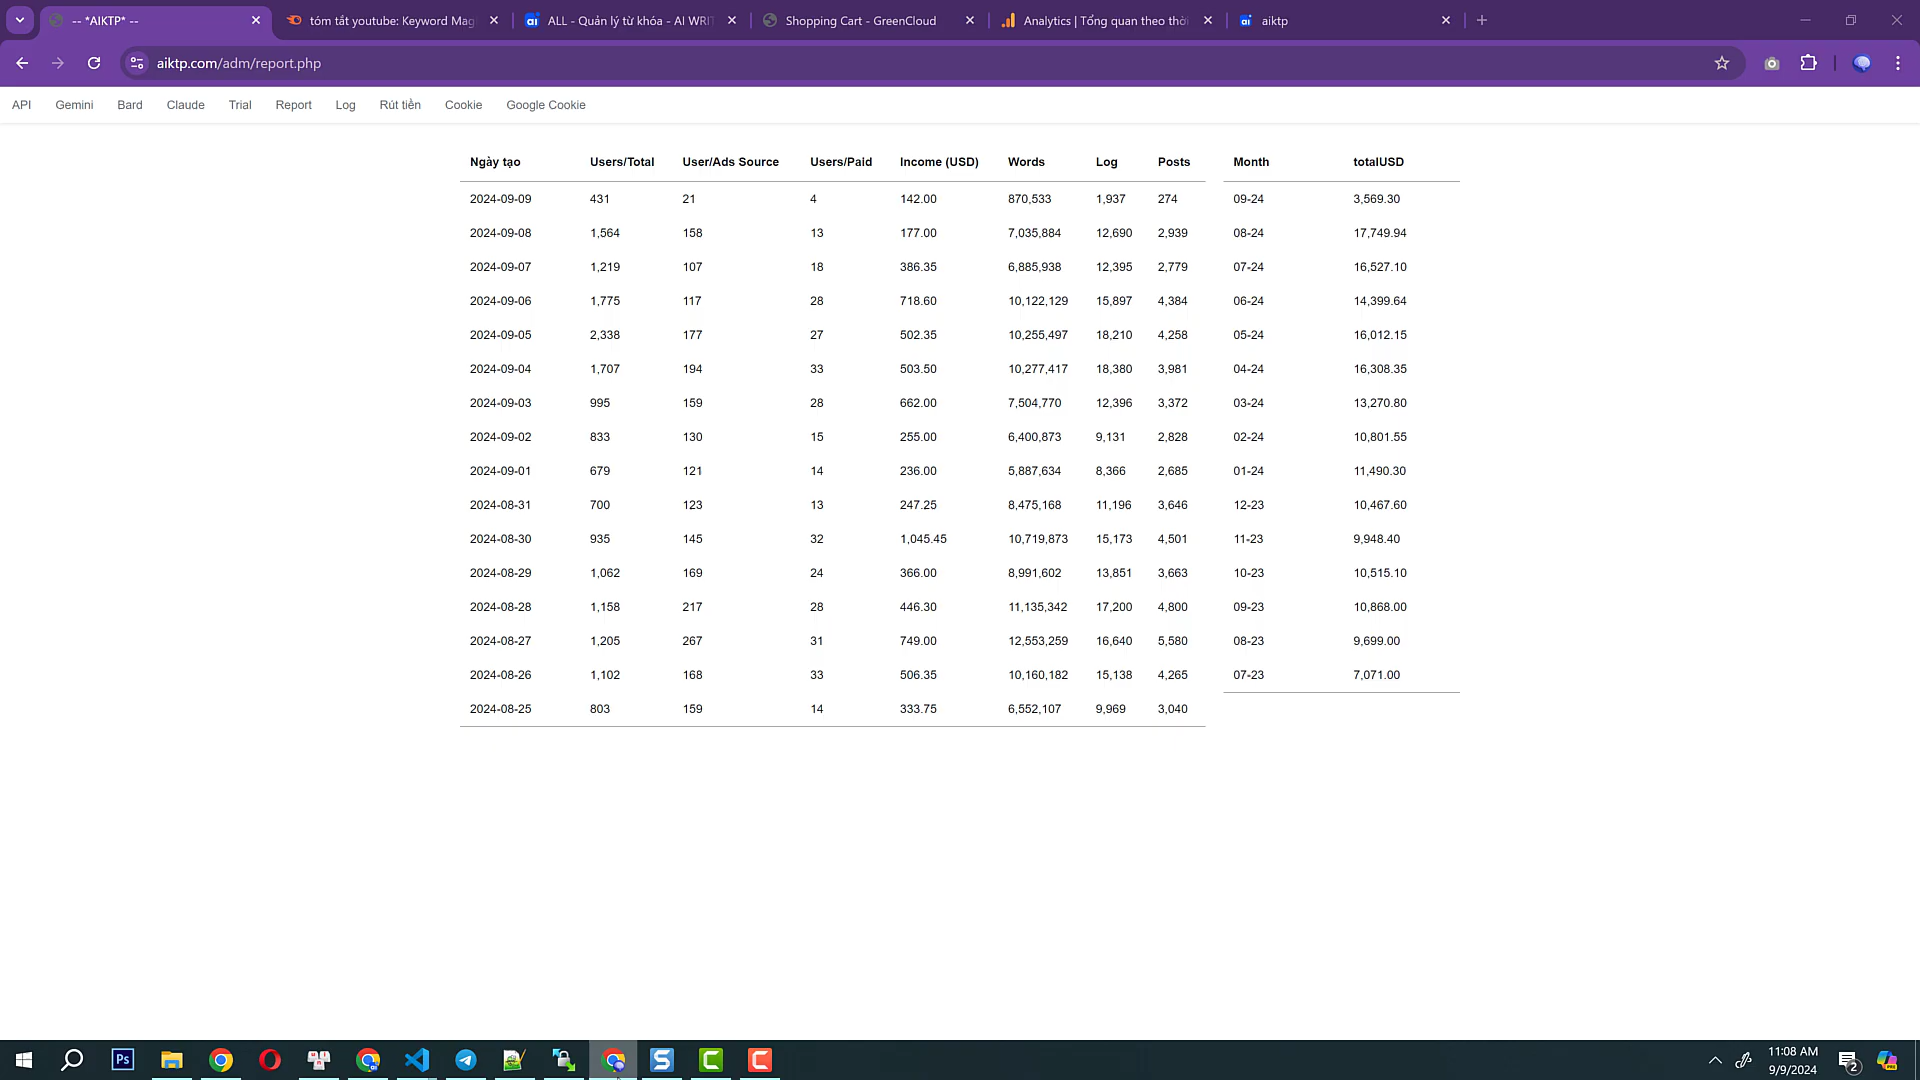 -- *AIKTP* --
tóm tắt youtube: Keyword Mag
ALL - Quản lý từ khóa - AI WRI
Shopping Cart - GreenCloud
Analytics | Tổng quan theo thời
aiktp
aiktp.com/adm/report.php
API Gemini Bard Claude Trial Report Log Rút tiền Cookie Google Cookie
Ngày tạo Users/Total User/Ads Source Users/Paid Income (USD) Words Log Posts Month totalUSD
2024-09-09 431 21 4 142.00 870,533 1,937 274 09-24 3,569.30
2024-09-08 1,564 158 13 177.00 7,035,884 12,690 2,939 08-24 17,749.94
2024-09-07 1,219 107 18 386.35 6,885,938 12,395 2,779 07-24 16,527.10
2024-09-06 1,775 117 28 718.60 10,122,129 15,897 4,384 06-24 14,399.64
2024-09-05 2,338 177 27 502.35 10,255,497 18,210 4,258 05-24 16,012.15
2024-09-04 1,707 194 33 503.50 10,277,417 18,380 3,981 04-24 16,308.35
2024-09-03 995 159 28 662.00 7,504,770 12,396 3,372 03-24 13,270.80
2024-09-02 833 130 15 255.00 6,400,873 9,131 2,828 02-24 10,801.55
2024-09-01 679 121 14 236.00 5,887,634 8,366 2,685 01-24 11,490.30
2024-08-31 700 123 13 247.25 8,475,168 11,196 3,646 12-23 10,467.60
2024-08-30 935 145 32 1,045.45 10,719,873 15,173 4,501 11-23 9,948.40
2024-08-29 1,062 169 24 366.00 8,991,602 13,851 3,663 10-23 10,515.10
2024-08-28 1,158 217 28 446.30 11,135,342 17,200 4,800 09-23 10,868.00
2024-08-27 1,205 267 31 749.00 12,553,259 16,640 5,580 08-23 9,699.00
2024-08-26 1,102 168 33 506.35 10,160,182 15,138 4,265 07-23 7,071.00
2024-08-25 803 159 14 333.75 6,552,107 9,969 3,040
11:08 AM
9/9/2024
2